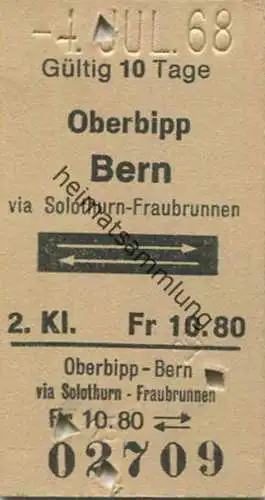 -4. JUL. 68
Gültig 10 Tage
Oberbipp
Bern
via Solothurn-Fraubrunnen
2. Kl. Fr 10.80
Oberbipp - Bern
via Solothurn - Fraubrunnen
Fr 10.80
02709
heimatsammlung.de